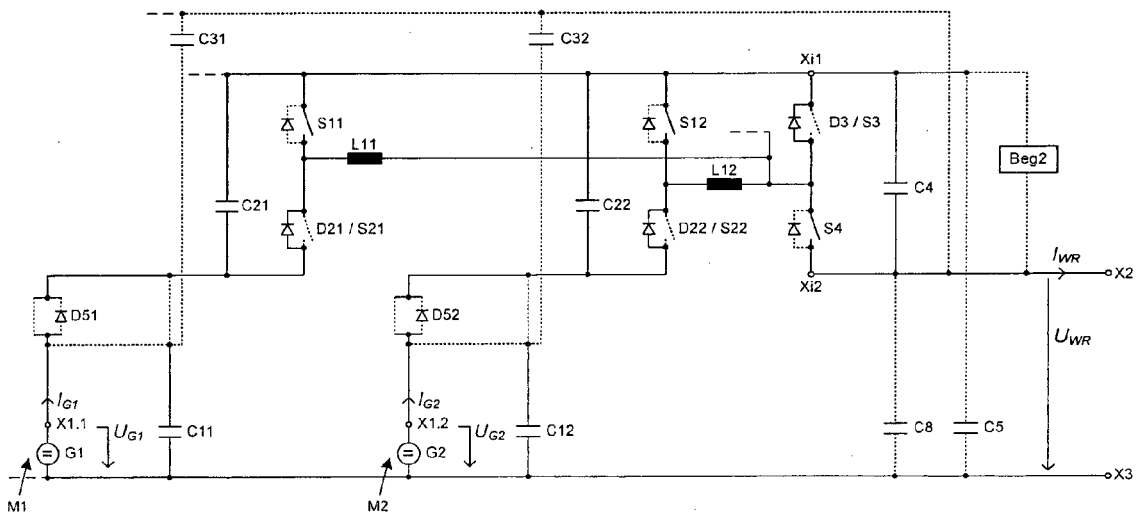 C31
C32
Xi1
S11
S12
D3 / S3
L11
Beg2
L12
C4
C21
C22
D21 / S21
D22 / S22
S4
I_WR
X2
Xi2
D51
D52
U_WR
I_G1
I_G2
X1.1
C11
X1.2
C12
C8
C5
U_G1
U_G2
G1
G2
X3
M1
M2